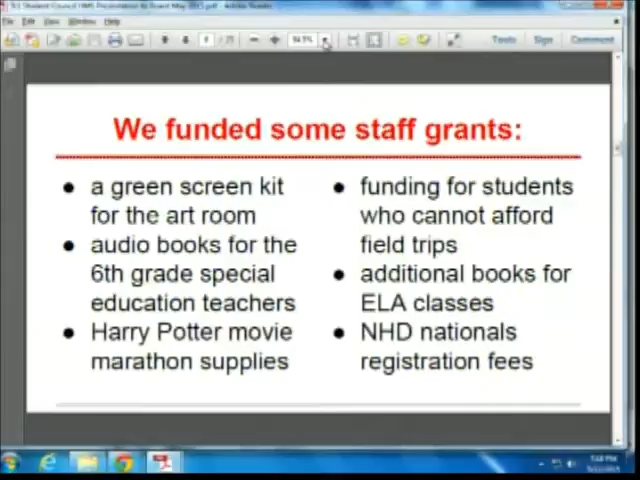 We funded some staff grants:
● a green screen kit
for the art room
● audio books for the
6th grade special
education teachers
● Harry Potter movie
marathon supplies
● funding for students
who cannot afford
field trips
● additional books for
ELA classes
● NHD nationals
registration fees
Tools Sign Comment